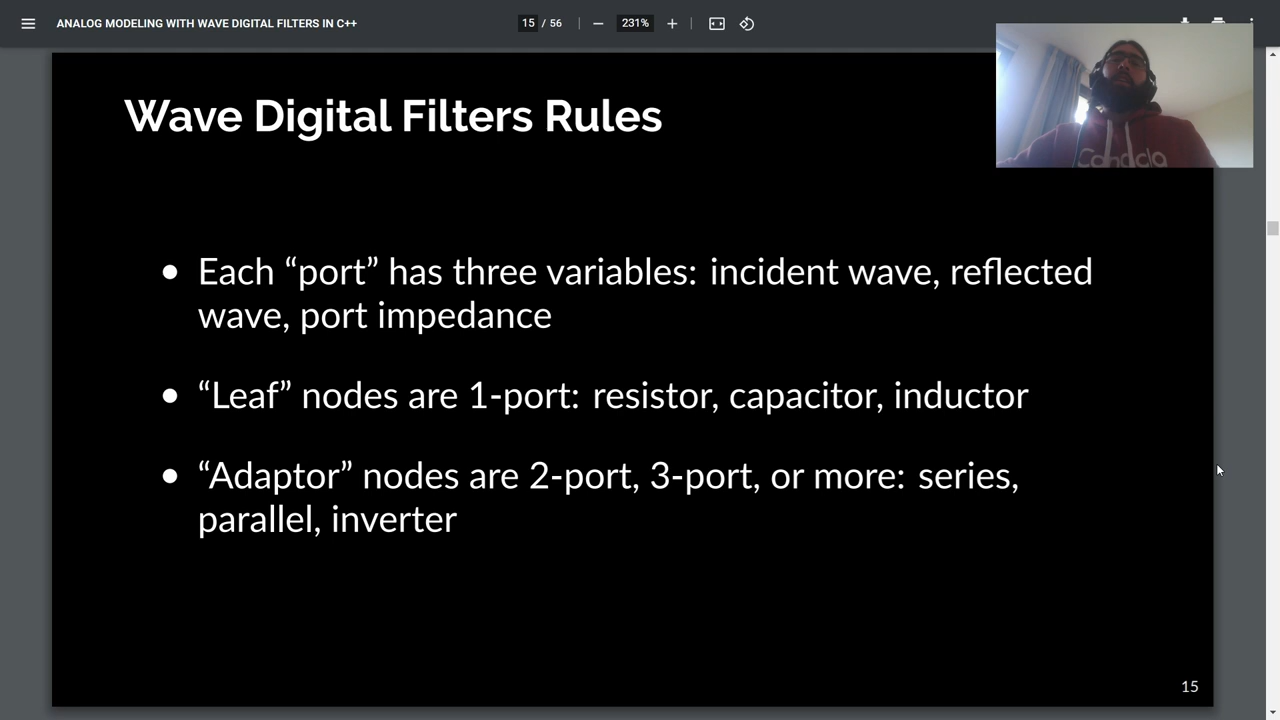 ANALOG MODELING WITH WAVE DIGITAL FILTERS IN C++
15 / 56
231%
Wave Digital Filters Rules
Candela
• Each “port” has three variables: incident wave, reflected
wave, port impedance
• “Leaf” nodes are 1-port: resistor, capacitor, inductor
• “Adaptor” nodes are 2-port, 3-port, or more: series,
parallel, inverter
15